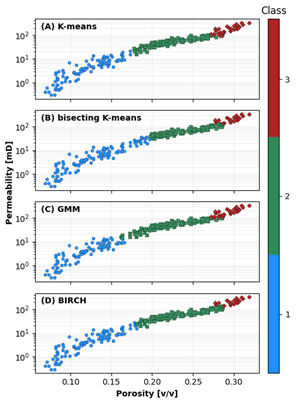 Class
(A) K-means
10²
10¹
10⁰
3
(B) bisecting K-means
10²
10¹
10⁰
Permeability [mD]
2
(C) GMM
10²
10¹
10⁰
(D) BIRCH
10²
10¹
10⁰
1
0.10 0.15 0.20 0.25 0.30
Porosity [v/v]